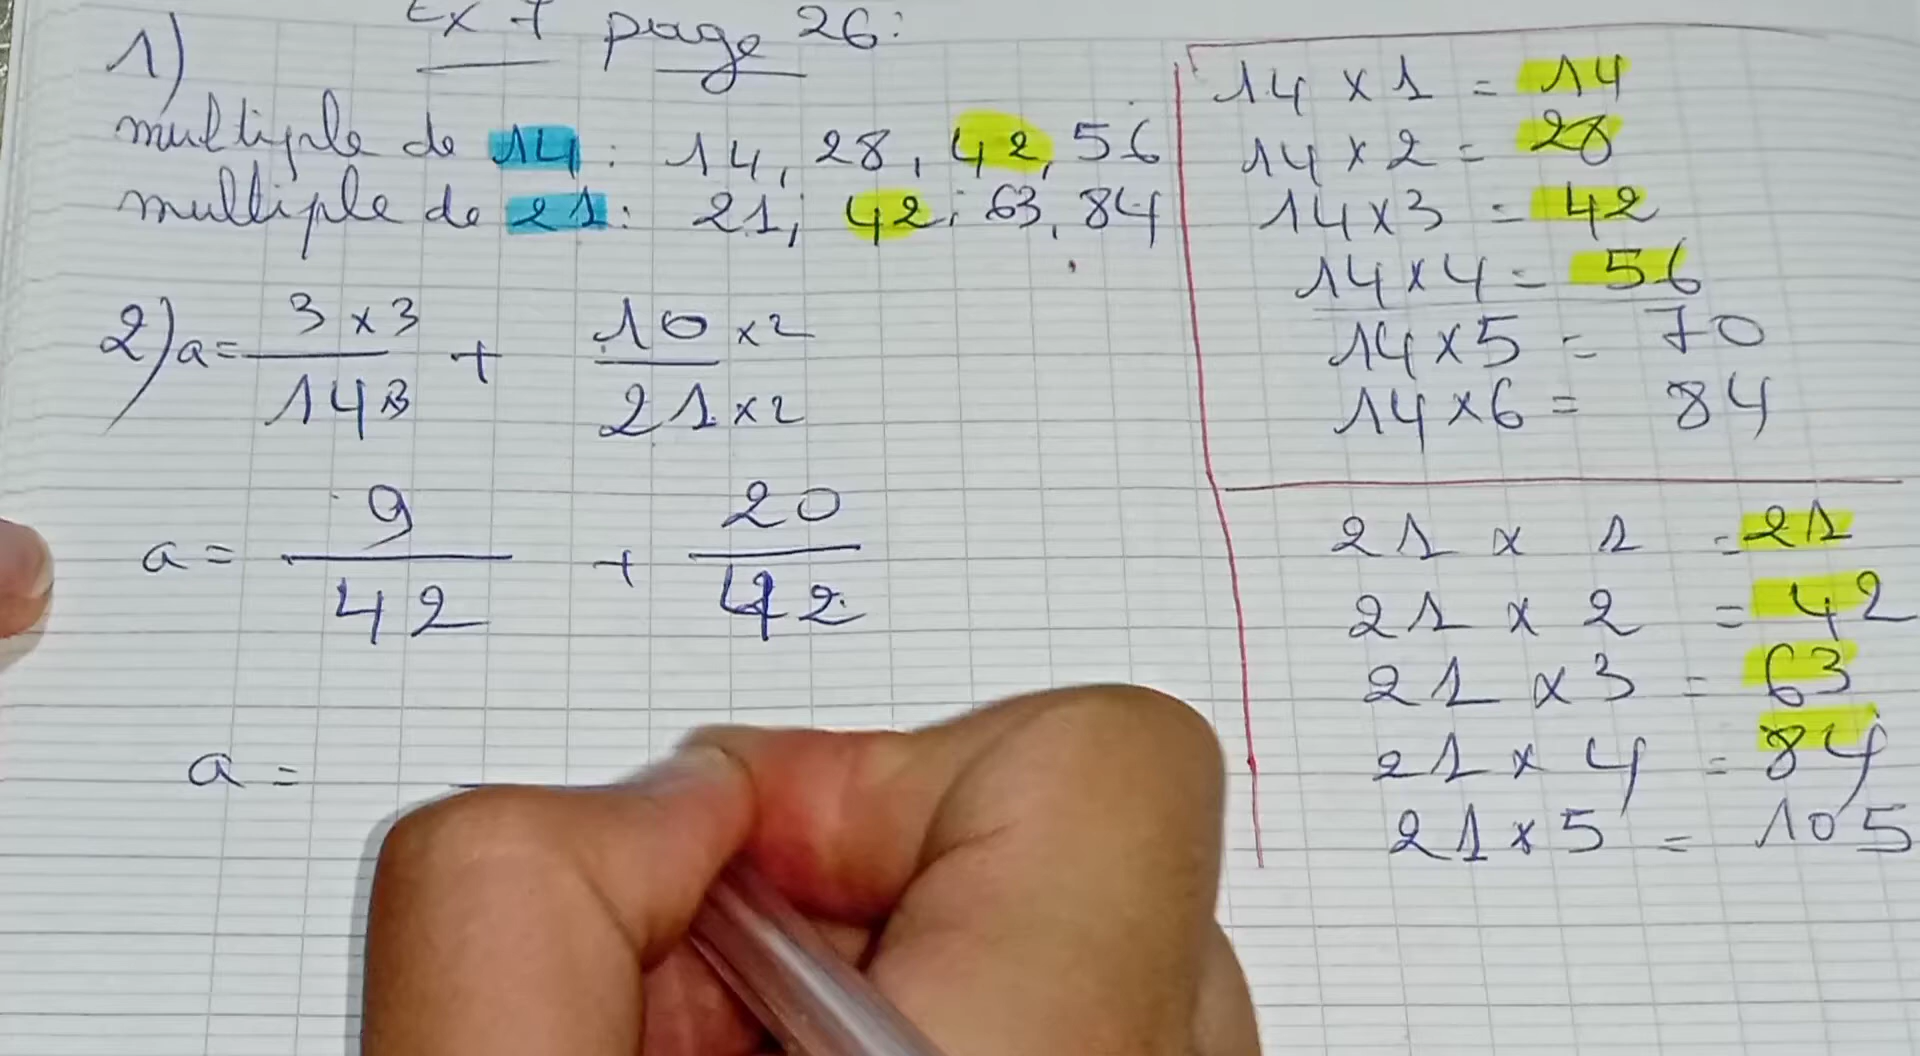 Ex 7 page 26:
1)
multiple de 14 : 14, 28, 42, 56
multiple de 21 : 21; 42; 63, 84
2) a = 3 x 3 / 14 x 3 + 10 x 2 / 21 x 2
a = 9 / 42 + 20 / 42
a =
14 x 1 = 14
14 x 2 = 28
14 x 3 = 42
14 x 4 = 56
14 x 5 = 70
14 x 6 = 84
21 x 1 = 21
21 x 2 = 42
21 x 3 = 63
21 x 4 = 84
21 x 5 = 105